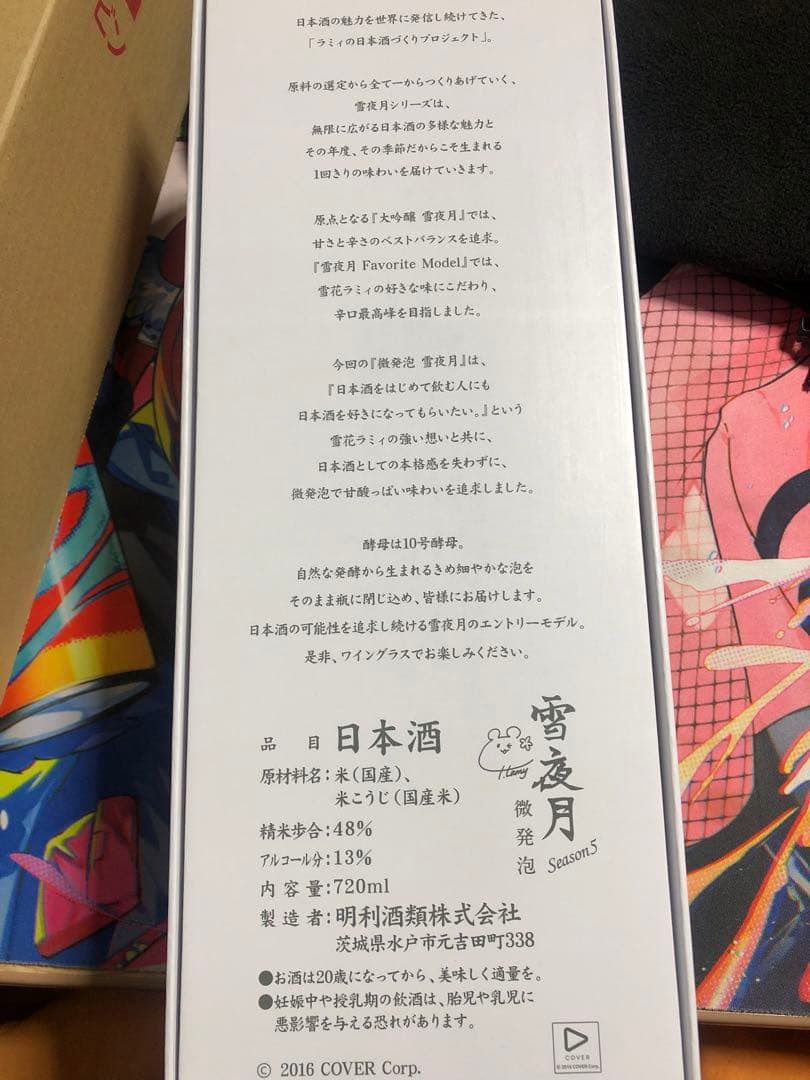 日本酒の魅力を世界に発信し続けてきた、
「ラミィの日本酒づくりプロジェクト」。
原料の選定から全て一からつくりあげていく、
雪夜月シリーズは、
無限に広がる日本酒の多様な魅力と
その年度、その季節だからこそ生まれる
1回きりの味わいを届けていきます。
原点となる『大吟醸 雪夜月』では、
甘さと辛さのベストバランスを追求。
『雪夜月 Favorite Model』では、
雪花ラミィの好きな味にこだわり、
辛口最高峰を目指しました。
今回の『微発泡 雪夜月』は、
『日本酒をはじめて飲む人にも
日本酒を好きになってもらいたい。』という
雪花ラミィの強い想いと共に、
日本酒としての本格感を失わずに、
微発泡で甘酸っぱい味わいを追求しました。
酵母は10号酵母。
自然な発酵から生まれるきめ細やかな泡を
そのまま瓶に閉じ込め、皆様にお届けします。
日本酒の可能性を追求し続ける雪夜月のエントリーモデル。
是非、ワイングラスでお楽しみください。
品目 日本酒
原材料名:米(国産)、
米こうじ(国産米)
精米歩合:48%
アルコール分:13%
内容量:720ml
製造者:明利酒類株式会社
茨城県水戸市元吉田町338
雪夜月
微発泡
Season5
●お酒は20歳になってから、美味しく適量を。
●妊娠中や授乳期の飲酒は、胎児や乳児に
悪影響を与える恐れがあります。
© 2016 COVER Corp.
COVER
© 2016 COVER Corp.